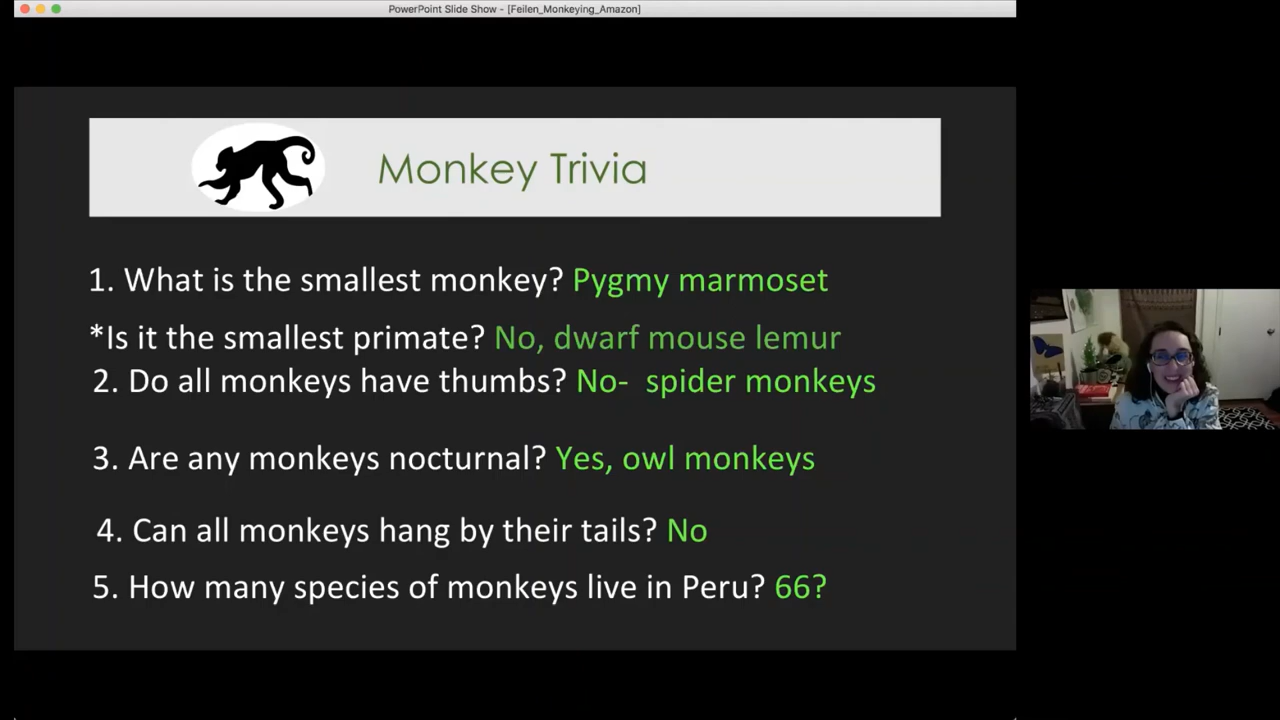 PowerPoint Slide Show - [Feilen_Monkeying_Amazon]
Monkey Trivia
1. What is the smallest monkey? Pygmy marmoset
*Is it the smallest primate? No, dwarf mouse lemur
2. Do all monkeys have thumbs? No- spider monkeys
3. Are any monkeys nocturnal? Yes, owl monkeys
4. Can all monkeys hang by their tails? No
5. How many species of monkeys live in Peru? 66?